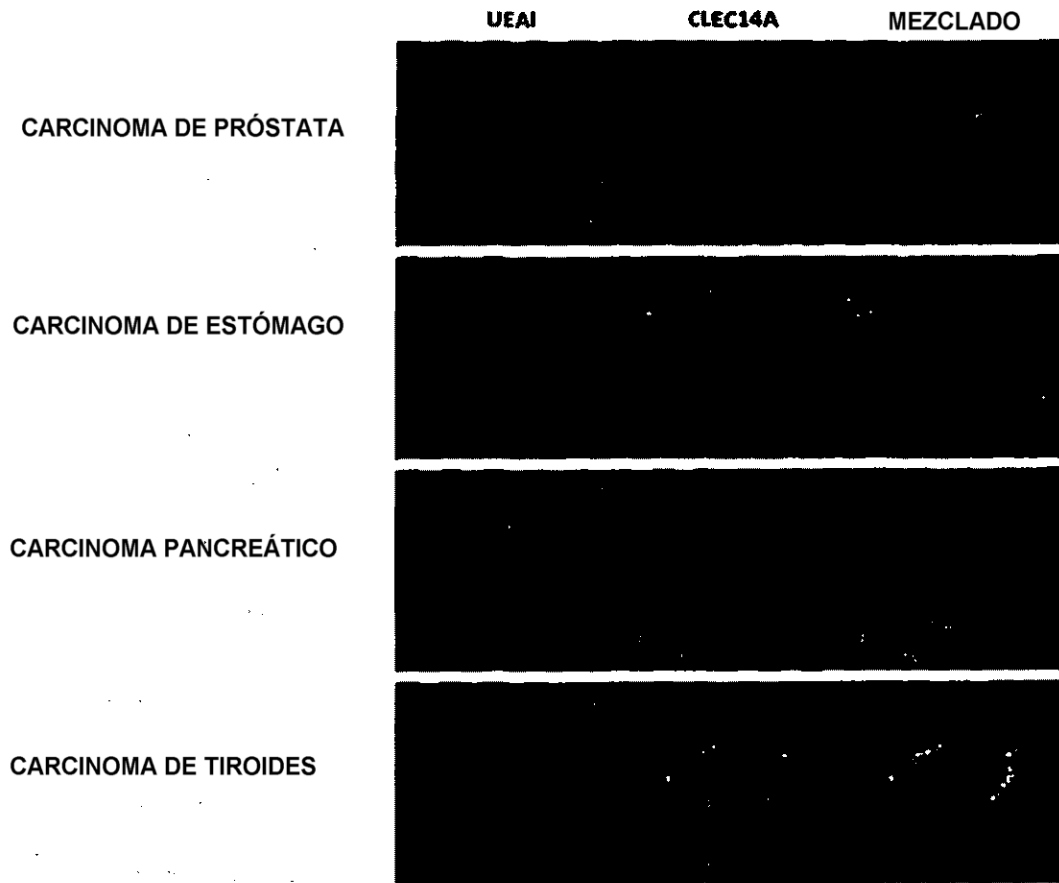 UEAI CLEC14A MEZCLADO
CARCINOMA DE PRÓSTATA
CARCINOMA DE ESTÓMAGO
CARCINOMA PANCREÁTICO
CARCINOMA DE TIROIDES